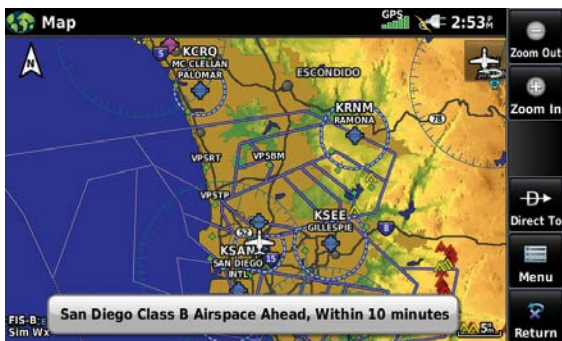 Map
GPS
2:53 PM
Zoom Out
Zoom In
Direct To
Menu
Return
5
KCRQ
MC CLELLAN
PALOMAR
ESCONDIDO
KRNM
RAMONA
78
VPSRT
VPSBM
VPSTP
KSEE
GILLESPIE
8
52
KSAN
SAN DIEGO
INTL
15
San Diego Class B Airspace Ahead, Within 10 minutes
FIS-B
Sim Wx
5
N
D